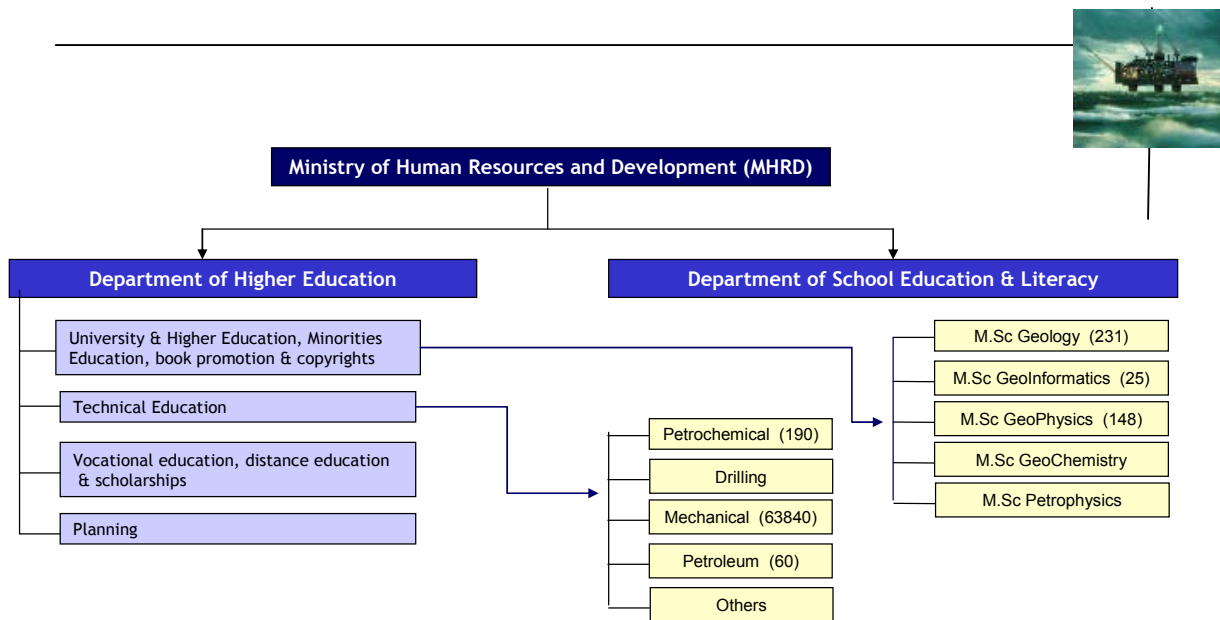 Ministry of Human Resources and Development (MHRD)
Department of Higher Education
Department of School Education & Literacy
University & Higher Education, Minorities
Education, book promotion & copyrights
Technical Education
Vocational education, distance education
& scholarships
Planning
Petrochemical (190)
Drilling
Mechanical (63840)
Petroleum (60)
Others
M.Sc Geology (231)
M.Sc GeoInformatics (25)
M.Sc GeoPhysics (148)
M.Sc GeoChemistry
M.Sc Petrophysics